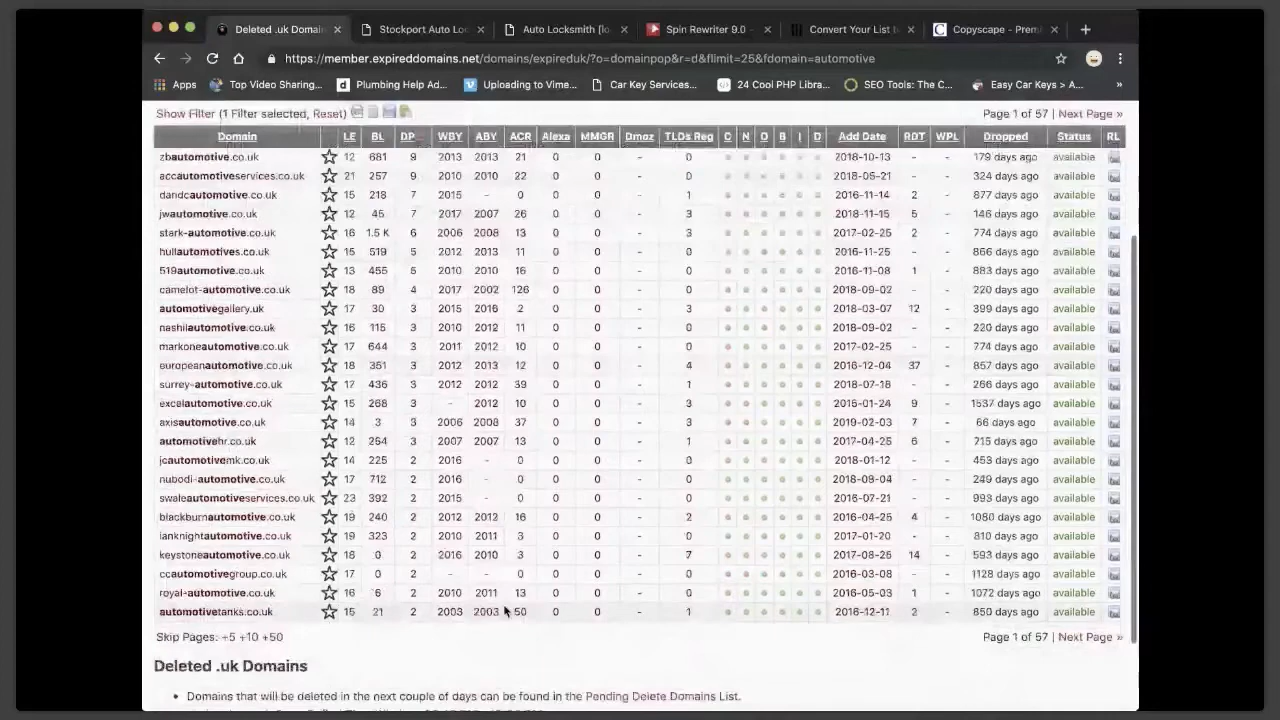 Deleted .uk Domains
Stockport Auto Loc
Auto Locksmith [lo
Spin Rewriter 9.0 -
Convert Your List t
Copyscape - Premi
https://member.expireddomains.net/domains/expireduk/?o=domainpop&r=d&flimit=25&fdomain=automotive
Apps Top Video Sharing... Plumbing Help Ad... Uploading to Vime... Car Key Services... 24 Cool PHP Libra... SEO Tools: The C... Easy Car Keys > A... »
Show Filter (1 Filter selected, Reset) Page 1 of 57 | Next Page »
Domain LE BL DP WBY ABY ACR Alexa MMGR Dmoz TLDs Reg C N O B I D Add Date RDT WPL Dropped Status RL
zbautomotive.co.uk 12 681 9 2013 2013 21 0 0 - 0 2018-10-13 - - 179 days ago available
accautomotiveservices.co.uk 21 257 9 2010 2010 22 0 0 - 0 2018-05-21 - - 324 days ago available
dandcautomotive.co.uk 15 218 7 2015 - 0 0 0 - 1 2016-11-14 2 - 877 days ago available
jwautomotive.co.uk 12 45 7 2017 2007 26 0 0 - 3 2018-11-15 5 - 146 days ago available
stark-automotive.co.uk 16 1.5 K 6 2006 2008 13 0 0 - 3 2017-02-25 2 - 774 days ago available
hullautomotives.co.uk 15 519 5 2012 2013 11 0 0 - 0 2016-11-25 - - 866 days ago available
519automotive.co.uk 13 455 5 2010 2010 16 0 0 - 0 2016-11-08 1 - 883 days ago available
camelot-automotive.co.uk 18 89 4 2017 2002 126 0 0 - 0 2018-09-02 - - 220 days ago available
automotivegallery.uk 17 30 3 2015 2016 2 0 0 - 3 2018-03-07 12 - 399 days ago available
nashilautomotive.co.uk 16 115 3 2010 2012 11 0 0 - 0 2018-09-02 - - 220 days ago available
markoneautomotive.co.uk 17 644 3 2011 2012 10 0 0 - 0 2017-02-25 - - 774 days ago available
europeanautomotive.co.uk 18 351 3 2012 2013 12 0 0 - 4 2016-12-04 37 - 857 days ago available
surrey-automotive.co.uk 17 436 3 2012 2012 39 0 0 - 1 2018-07-18 - - 266 days ago available
excelautomotive.co.uk 15 268 3 - 2012 10 0 0 - 3 2015-01-24 9 - 1537 days ago available
axisautomotive.co.uk 14 3 3 2006 2008 37 0 0 - 3 2019-02-03 7 - 66 days ago available
automotivehr.co.uk 12 264 3 2007 2007 13 0 0 - 1 2017-04-25 6 - 715 days ago available
jcautomotivemk.co.uk 14 225 2 2016 - 0 0 0 - 0 2018-01-12 - - 453 days ago available
nubodi-automotive.co.uk 17 712 2 2016 - 0 0 0 - 0 2018-09-04 - - 249 days ago available
swaleautomotiveservices.co.uk 23 392 2 2015 - 0 0 0 - 0 2016-07-21 - - 993 days ago available
blackburnautomotive.co.uk 19 240 2 2012 2012 16 0 0 - 2 2016-04-25 4 - 1080 days ago available
ianknightautomotive.co.uk 19 323 2 2010 2011 3 0 0 - 0 2017-01-20 - - 810 days ago available
keystoneautomotive.co.uk 18 0 2 2016 2010 3 0 0 - 7 2017-08-26 14 - 593 days ago available
ccautomotivegroup.co.uk 17 0 2 - - 0 0 0 - 0 2016-03-08 - - 1128 days ago available
royal-automotive.co.uk 16 6 2 2010 2011 13 0 0 - 0 2016-05-03 1 - 1072 days ago available
automotivetanks.co.uk 15 21 2 2003 2003 50 0 0 - 1 2016-12-11 2 - 850 days ago available
Skip Pages: +5 +10 +50 Page 1 of 57 | Next Page »
Deleted .uk Domains
• Domains that will be deleted in the next couple of days can be found in the Pending Delete Domains List.